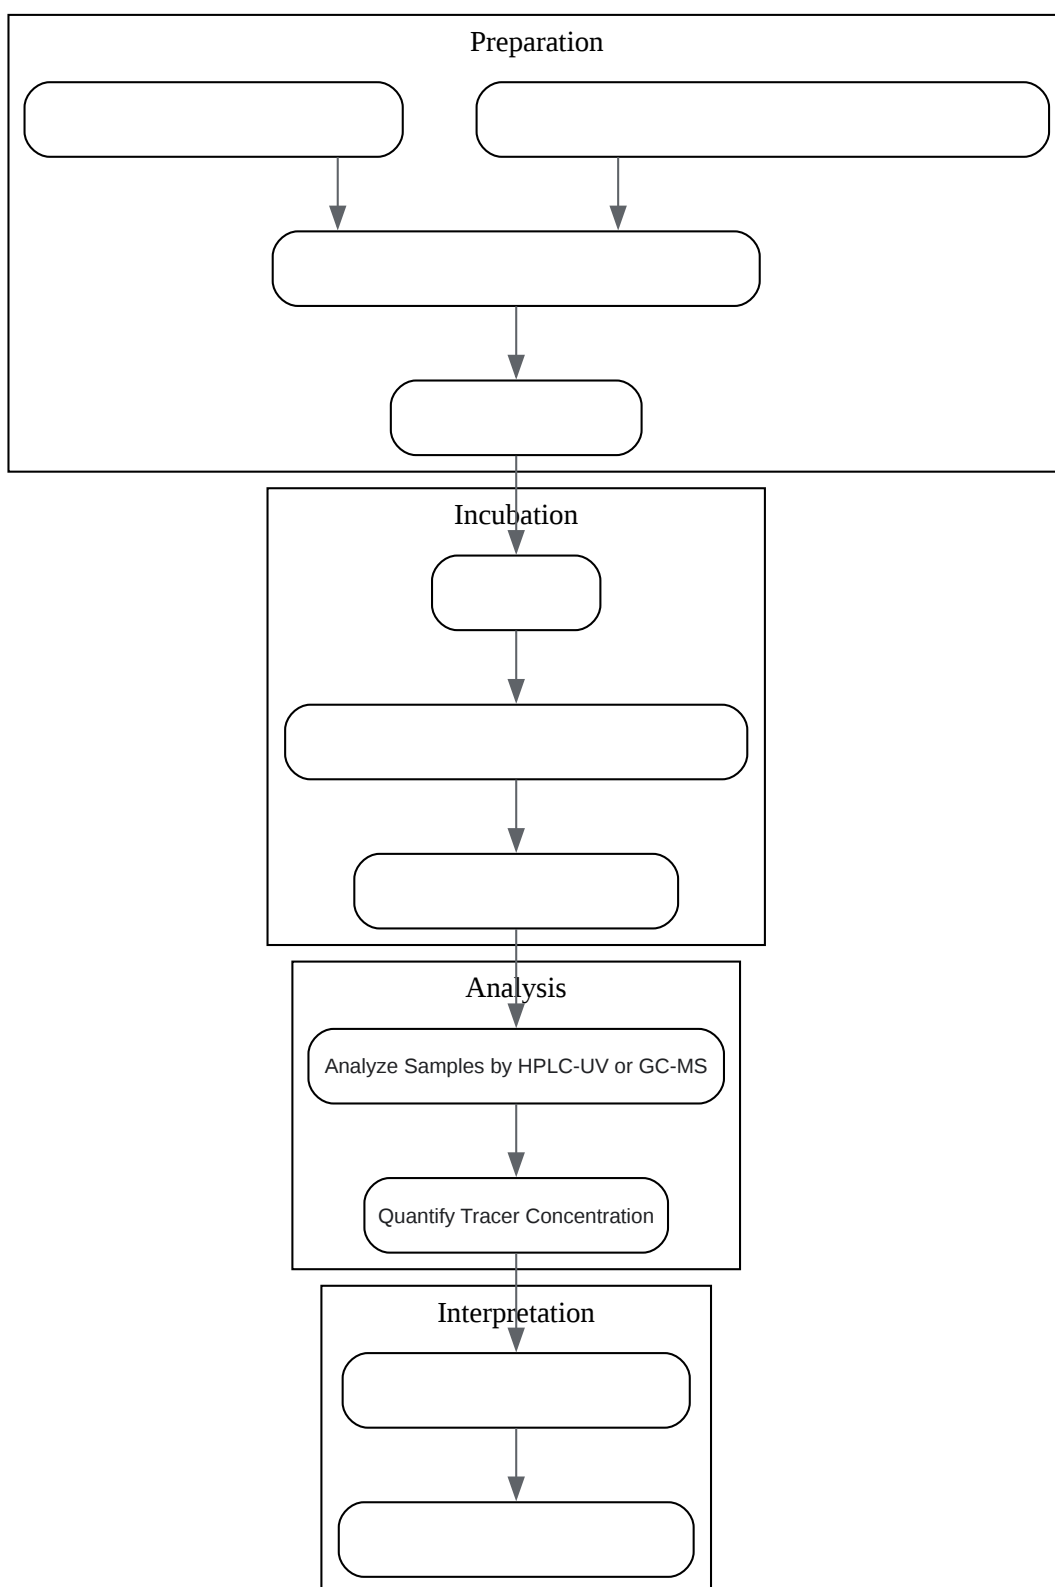 Preparation
Incubation
Analysis
Analyze Samples by HPLC-UV or GC-MS
Quantify Tracer Concentration
Interpretation